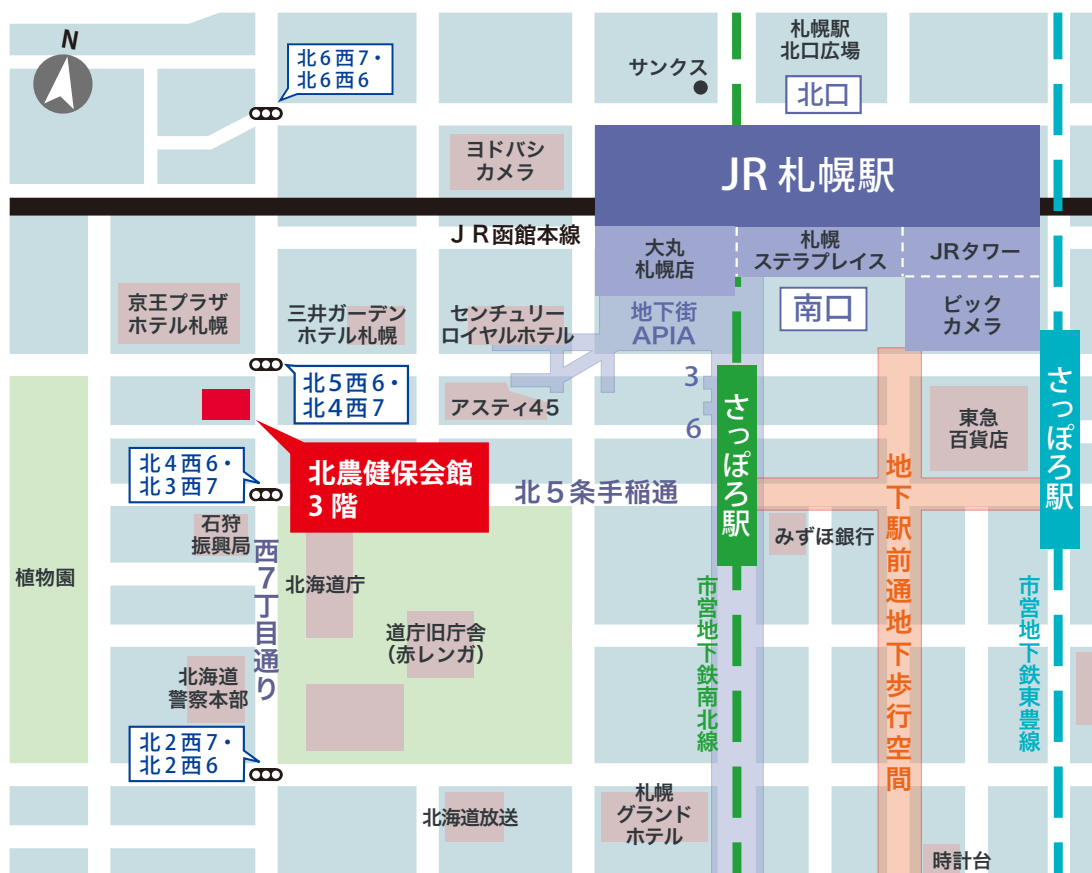 N
北6西7・
北6西6
サンクス
札幌駅
北口広場
北口
ヨドバシ
カメラ
JR 札幌駅
ＪＲ函館本線
大丸
札幌店
札幌
ステラプレイス
JRタワー
京王プラザ
ホテル札幌
三井ガーデン
ホテル札幌
センチュリー
ロイヤルホテル
地下街
APIA
南口
ビック
カメラ
北5西6・
北4西7
アスティ45
3
6
さっぽろ駅
東急
百貨店
さっぽろ駅
北農健保会館
3階
北4西6・
北3西7
北5条手稲通
地下駅前通地下歩行空間
石狩
振興局
みずほ銀行
植物園
西7丁目通り
北海道庁
道庁旧庁舎
（赤レンガ）
市営地下鉄南北線
市営地下鉄東豊線
北海道
警察本部
北2西7・
北2西6
北海道放送
札幌
グランド
ホテル
時計台